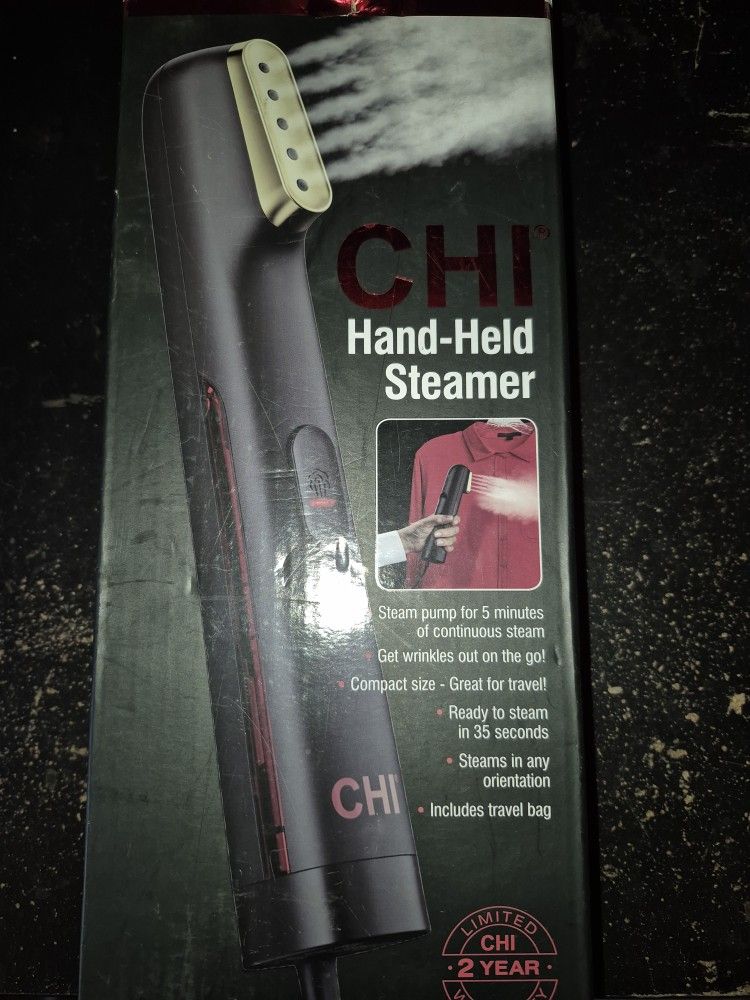 CHI®
Hand-Held
Steamer
Steam pump for 5 minutes
of continuous steam
• Get wrinkles out on the go!
• Compact size - Great for travel!
• Ready to steam
in 35 seconds
• Steams in any
orientation
• Includes travel bag
CHI
LIMITED
CHI
• 2 YEAR •